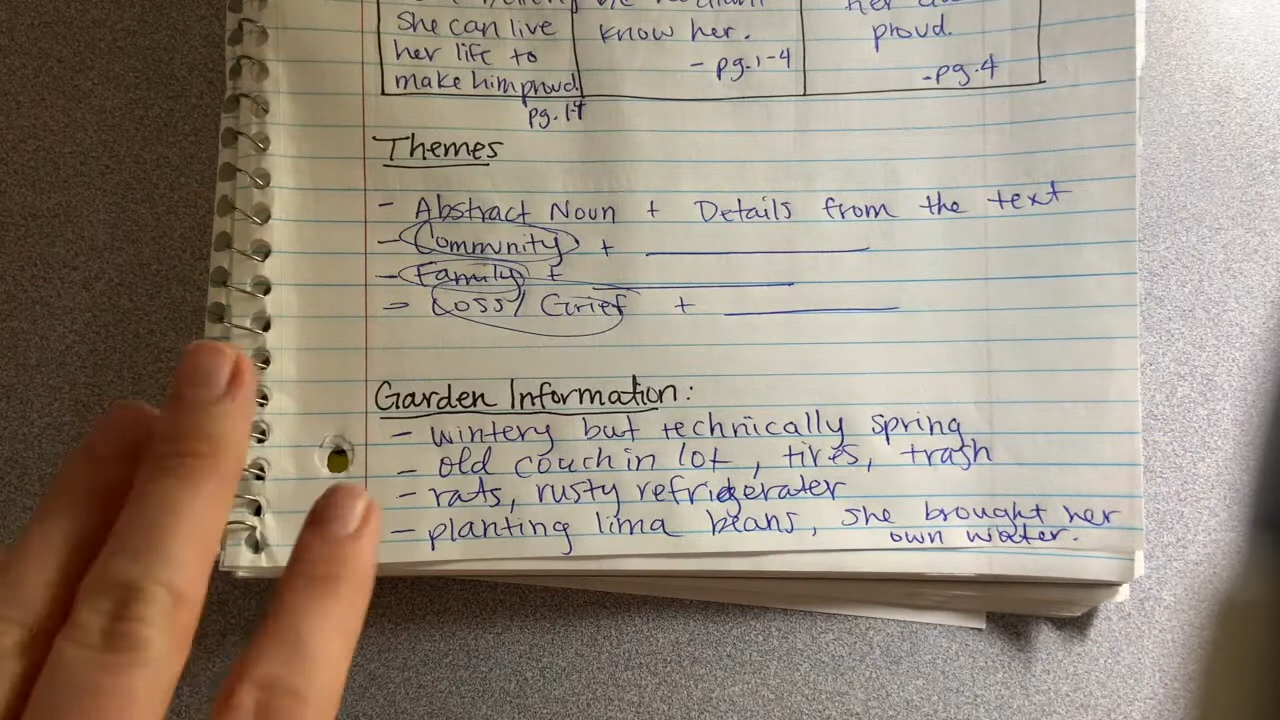 she can live
her life to
make him proud
pg. 1-4
know her.
- pg. 1-4
proud.
- pg. 4
Themes
- Abstract Noun + Details from the text
- Community +
- Family +
- Loss/Grief +
Garden Information:
- wintery but technically spring
- old couch in lot, tires, trash
- rats, rusty refrigerater
- planting lima beans, she brought her
own water.